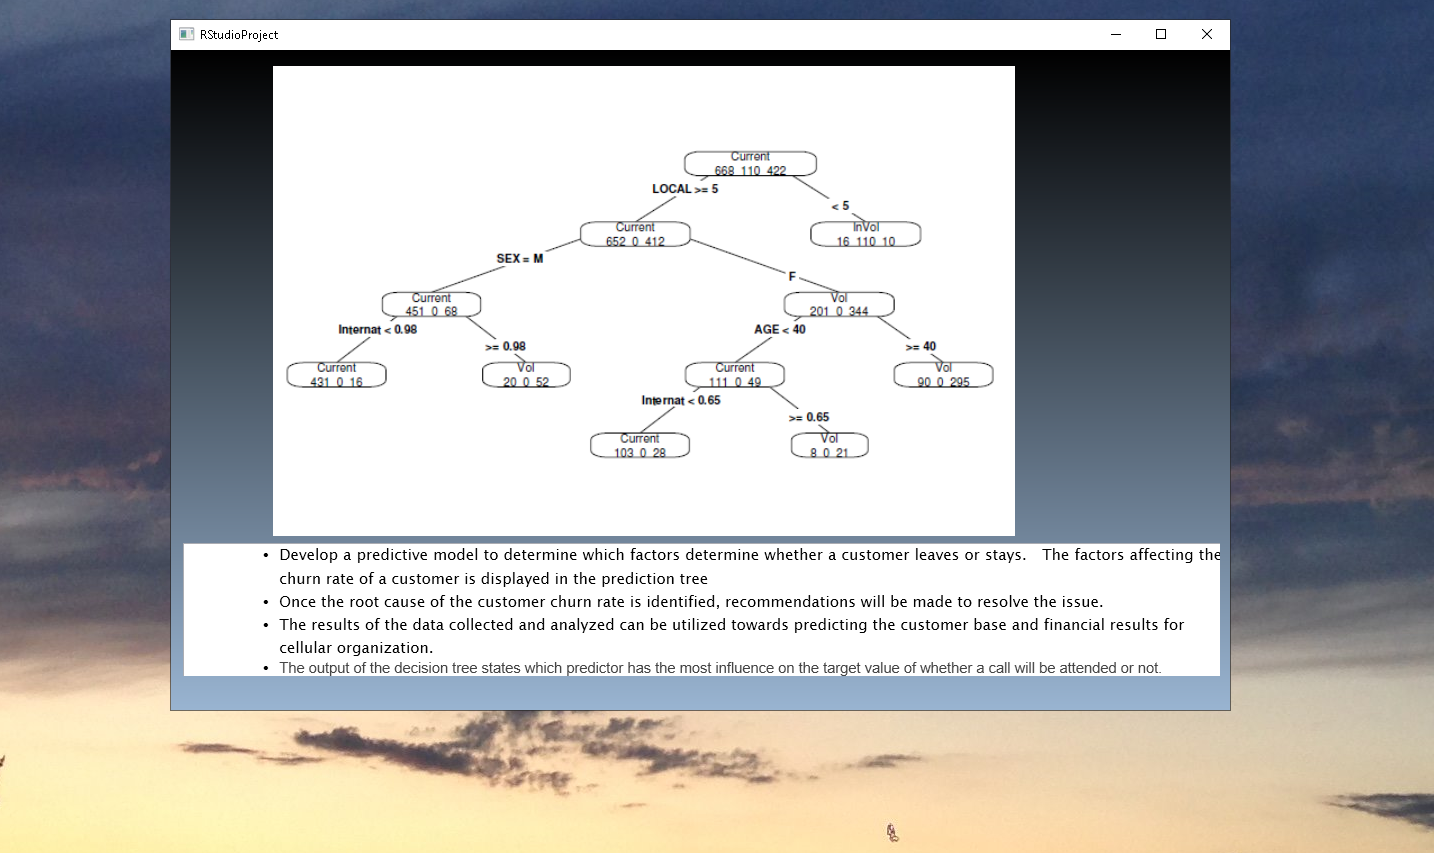 RStudioProject
Current
668 110 422
LOCAL >= 5
< 5
Current
652 0 412
InVol
16 110 10
SEX = M
F
Current
451 0 68
Vol
201 0 344
Internat < 0.98
>= 0.98
AGE < 40
>= 40
Current
431 0 16
Vol
20 0 52
Current
111 0 49
Vol
90 0 295
Internat < 0.65
>= 0.65
Current
103 0 28
Vol
8 0 21
• Develop a predictive model to determine which factors determine whether a customer leaves or stays. The factors affecting the
churn rate of a customer is displayed in the prediction tree
• Once the root cause of the customer churn rate is identified, recommendations will be made to resolve the issue.
• The results of the data collected and analyzed can be utilized towards predicting the customer base and financial results for
cellular organization.
• The output of the decision tree states which predictor has the most influence on the target value of whether a call will be attended or not.